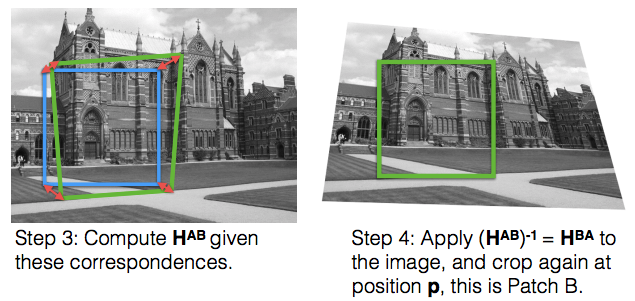 Step 3: Compute HAB given
these correspondences.
Step 4: Apply (HAB)-1 = HBA to
the image, and crop again at
position p, this is Patch B.